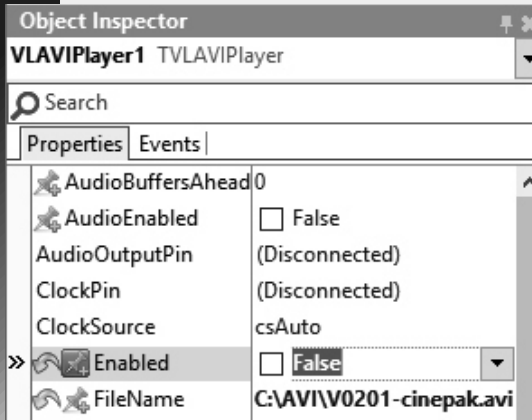 Object Inspector
VLAVIPlayer1 TVLAVIPlayer
Search
Properties Events
AudioBuffersAhead 0
AudioEnabled False
AudioOutputPin (Disconnected)
ClockPin (Disconnected)
ClockSource csAuto
» Enabled False
FileName C:\AVI\V0201-cinepak.avi